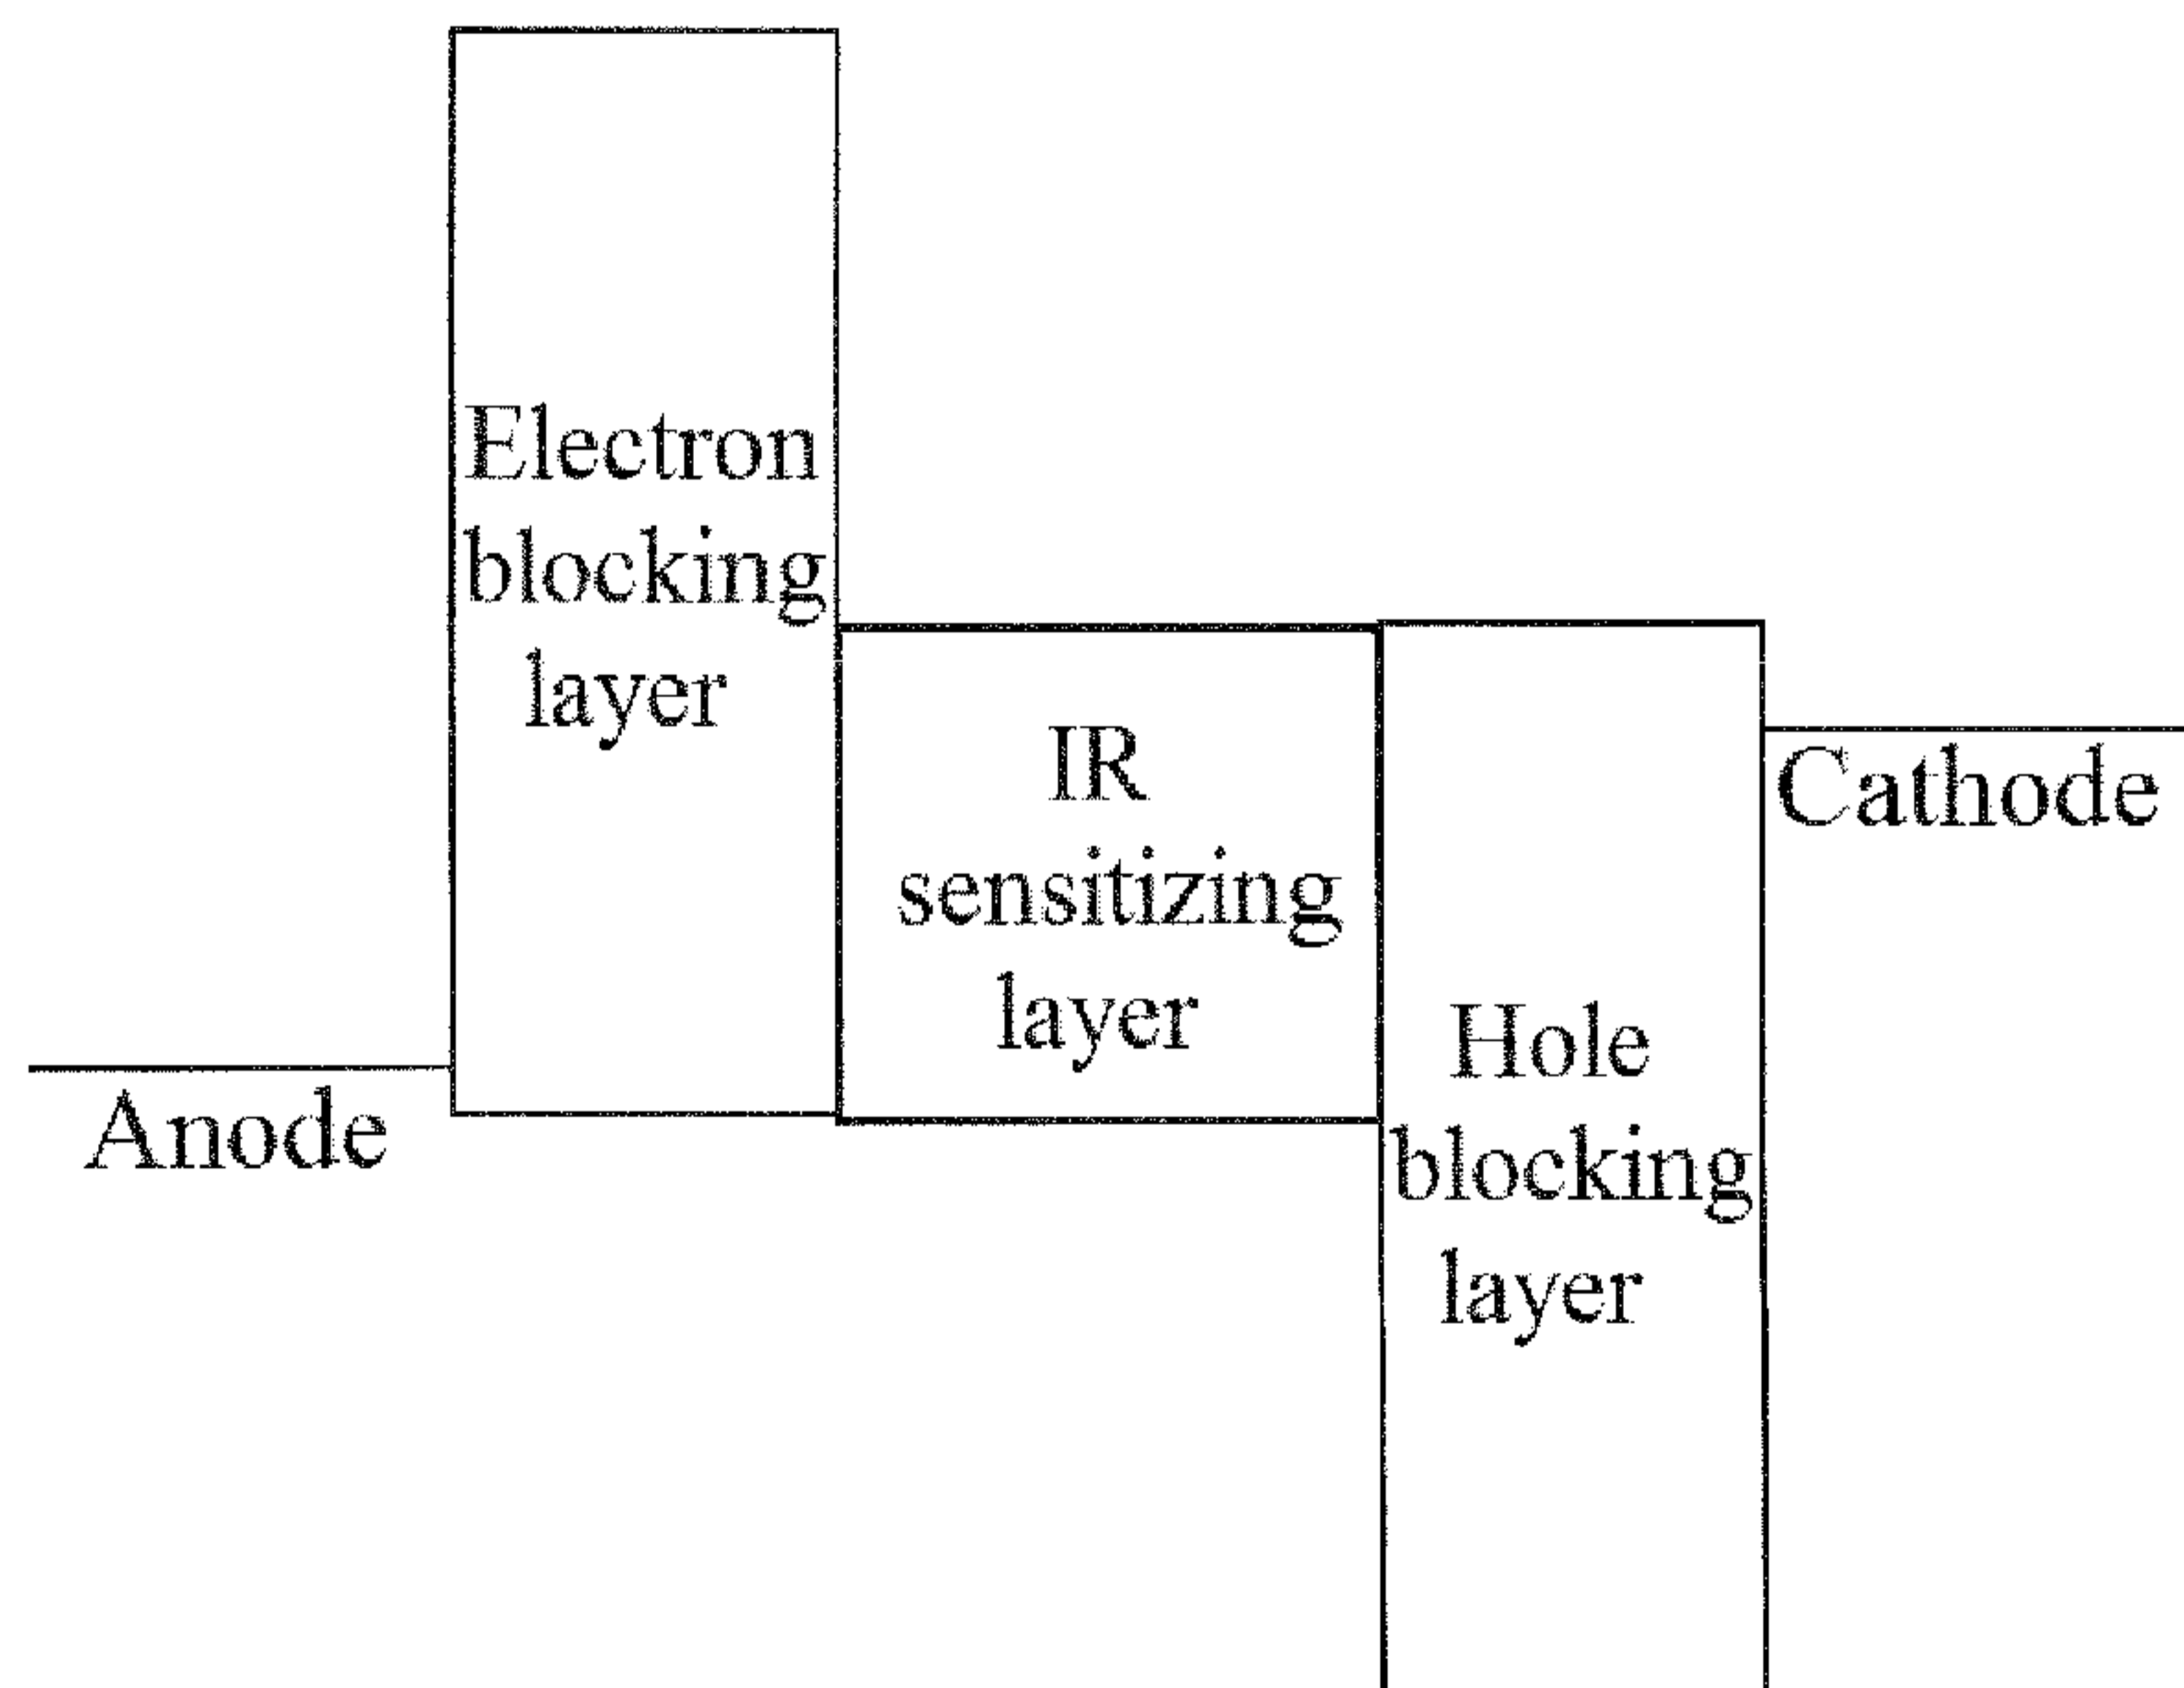 Electron
blocking
layer
IR
sensitizing
layer
Hole
blocking
layer
Cathode
Anode